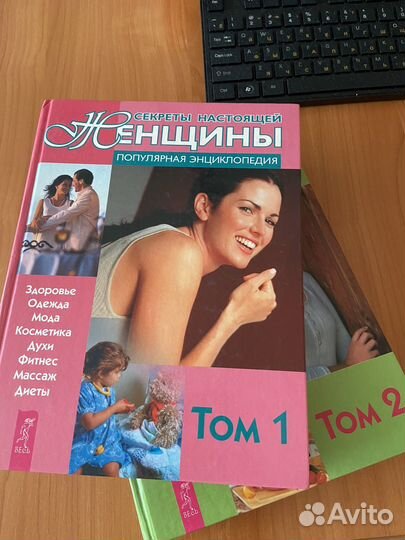 СЕКРЕТЫ НАСТОЯЩЕЙ
ЖЕНЩИНЫ
ПОПУЛЯРНАЯ ЭНЦИКЛОПЕДИЯ
Здоровье
Одежда
Мода
Косметика
Духи
Фитнес
Массаж
Диеты
Том 1
Том 2
ВЕСЬ
ВЕСЬ
Avito